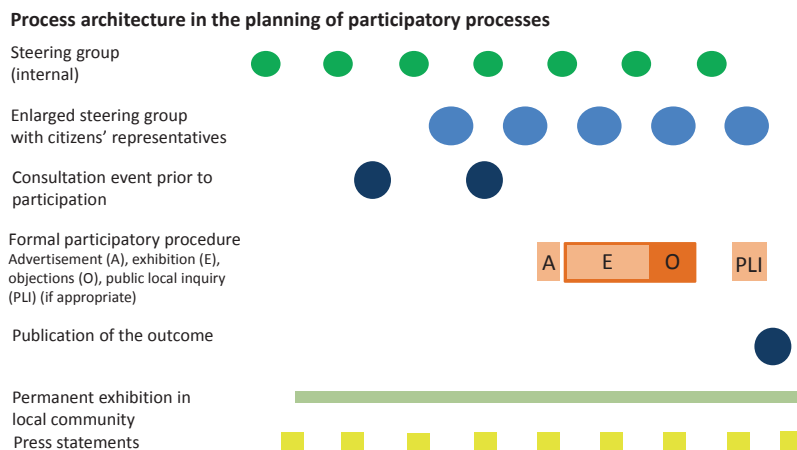 Process architecture in the planning of participatory processes
Steering group
(internal)
Enlarged steering group
with citizens’ representatives
Consultation event prior to
participation
Formal participatory procedure
Advertisement (A), exhibition (E),
objections (O), public local inquiry
(PLI) (if appropriate)
A
E
O
PLI
Publication of the outcome
Permanent exhibition in
local community
Press statements